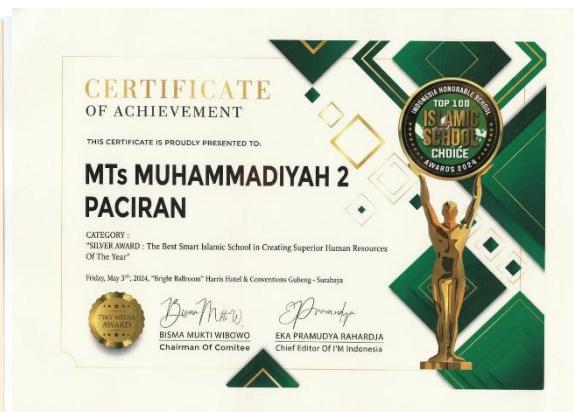 CERTIFICATE
OF ACHIEVEMENT
THIS CERTIFICATE IS PROUDLY PRESENTED TO:
MTs MUHAMMADIYAH 2
PACIRAN
CATEGORY :
"SILVER AWARD : The Best Smart Islamic School in Creating Superior Human Resources
Of The Year"
Friday, May 3rd, 2024, "Bright Ballroom" Harris Hotel & Conventions Gubeng - Surabaya
7SKY MEDIA
AWARD
BISMA MUKTI WIBOWO
Chairman Of Comitee
EKA PRAMUDYA RAHARDJA
Chief Editor Of I'M Indonesia
INDONESIA HONORABLE SCHOOL
TOP 100
ISLAMIC
SCHOOL
CHOICE
AWARDS 2024